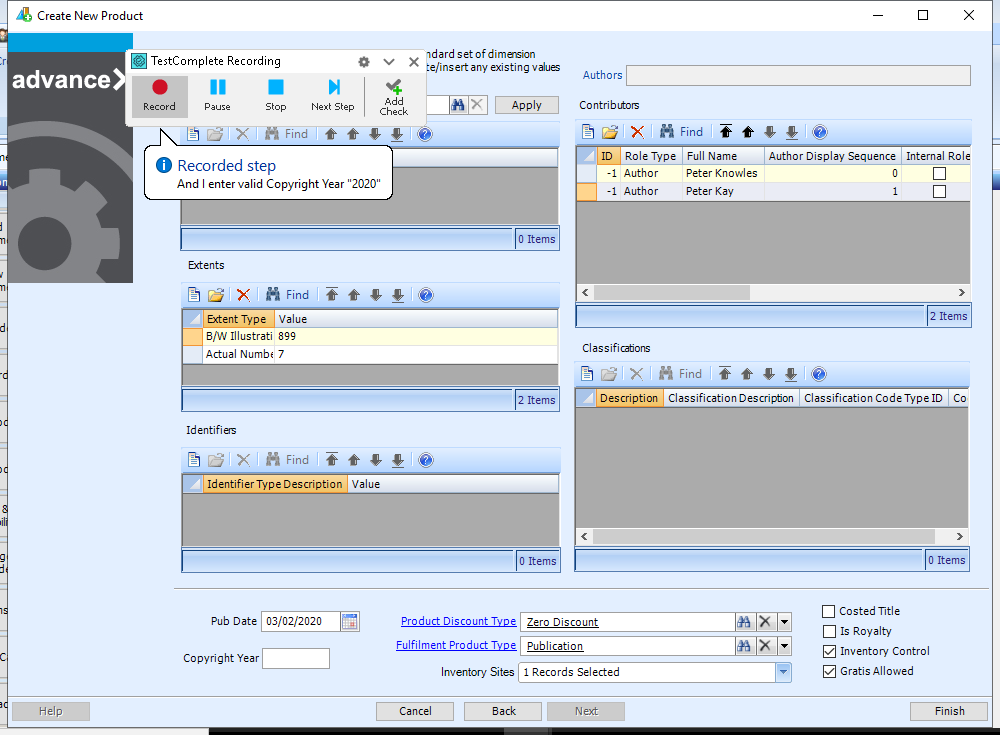 Create New Product
TestComplete Recording
ndard set of dimension
te/insert any existing values
advance
Record
Pause
Stop
Next Step
Add
Check
Apply
Authors
Contributors
Find
Recorded step
And I enter valid Copyright Year "2020"
Find
ID Role Type Full Name Author Display Sequence Internal Role
-1 Author Peter Knowles 0
-1 Author Peter Kay 1
0 Items
2 Items
Extents
Find
Extent Type Value
B/W Illustrati 899
Actual Numbe 7
2 Items
Classifications
Find
Description Classification Description Classification Code Type ID Co
0 Items
Identifiers
Find
Identifier Type Description Value
0 Items
Pub Date 03/02/2020
Copyright Year
Product Discount Type Zero Discount
Fulfilment Product Type Publication
Inventory Sites 1 Records Selected
Costed Title
Is Royalty
Inventory Control
Gratis Allowed
Help Cancel Back Next Finish